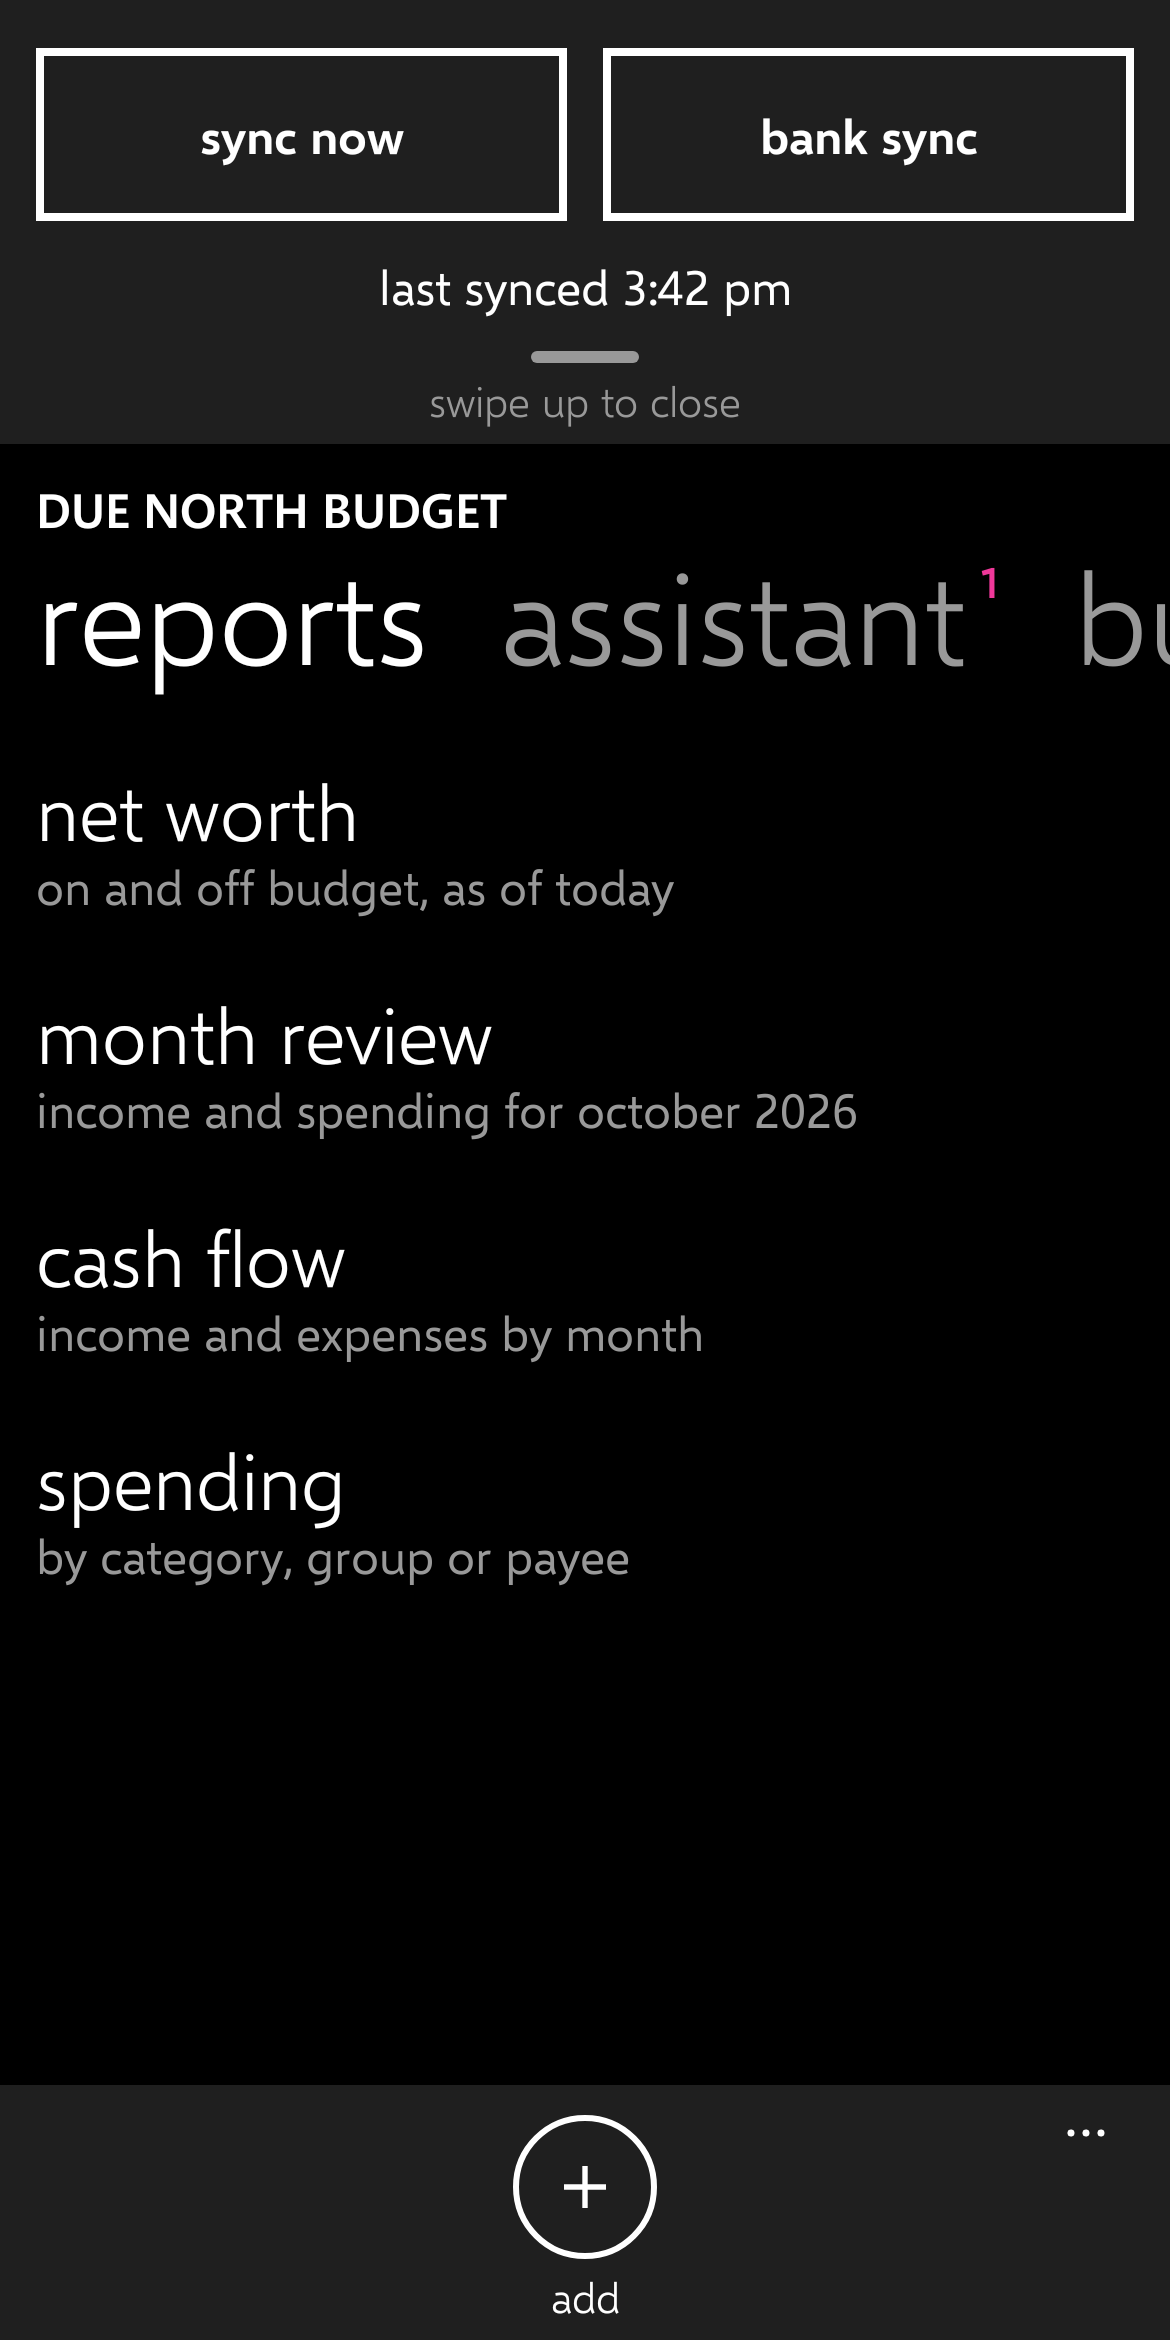 sync now
bank sync
last synced 3:42 pm
swipe up to close
DUE NORTH BUDGET
reports assistant 1 bu
net worth
on and off budget, as of today
month review
income and spending for october 2026
cash flow
income and expenses by month
spending
by category, group or payee
...
add